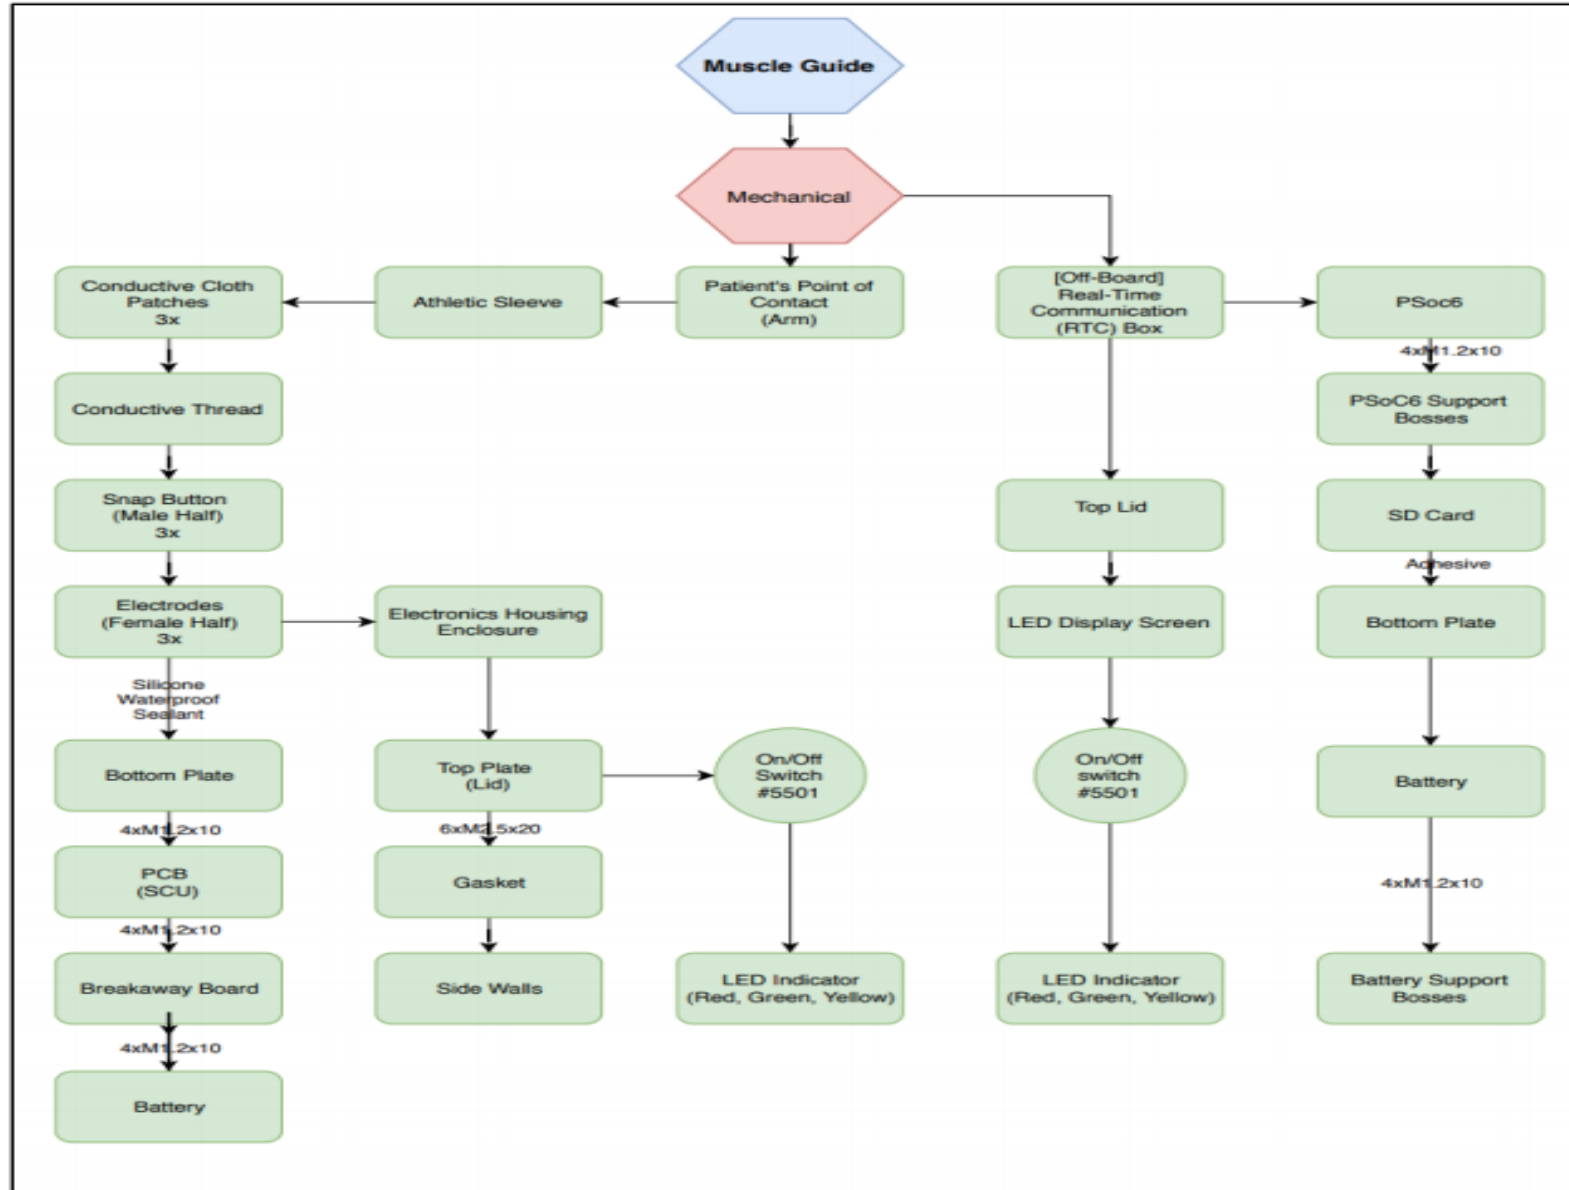 Muscle Guide
Mechanical
Conductive Cloth
Patches
3x
Athletic Sleeve
Patient's Point of
Contact
(Arm)
[Off-Board]
Real-Time
Communication
(RTC) Box
PSoc6
4xM1.2x10
Conductive Thread
PSoC6 Support
Bosses
Snap Button
(Male Half)
3x
Top Lid
SD Card
Adhesive
Electrodes
(Female Half)
3x
Electronics Housing
Enclosure
LED Display Screen
Bottom Plate
Silicone
Waterproof
Sealant
Bottom Plate
Top Plate
(Lid)
On/Off
Switch
#5501
On/Off
switch
#5501
Battery
4xM1.2x10
6xM2.5x20
PCB
(SCU)
Gasket
4xM1.2x10
4xM1.2x10
Breakaway Board
Side Walls
LED Indicator
(Red, Green, Yellow)
LED Indicator
(Red, Green, Yellow)
Battery Support
Bosses
4xM1.2x10
Battery